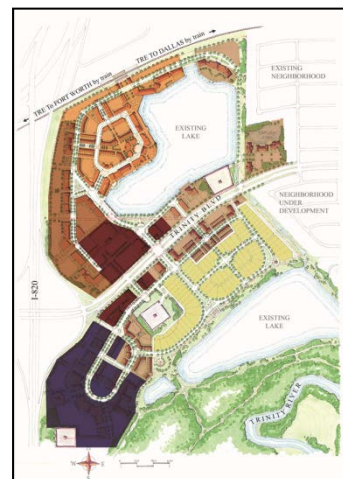 TRE To FORT WORTH by train
TRE TO DALLAS by train
EXISTING
NEIGHBORHOOD
EXISTING
LAKE
NEIGHBORHOOD
UNDER
DEVELOPMENT
TRINITY BLVD
I-820
EXISTING
LAKE
TRINITY RIVER
N
W
E
S